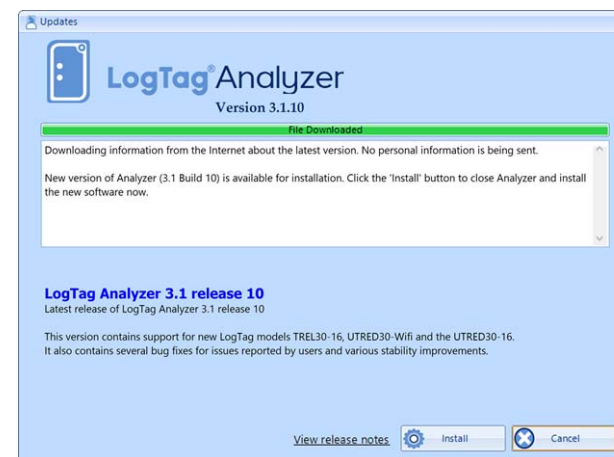 Updates
LogTag® Analyzer
Version 3.1.10
File Downloaded
Downloading information from the Internet about the latest version. No personal information is being sent.
New version of Analyzer (3.1 Build 10) is available for installation. Click the 'Install' button to close Analyzer and install
the new software now.
LogTag Analyzer 3.1 release 10
Latest release of LogTag Analyzer 3.1 release 10
This version contains support for new LogTag models TREL30-16, UTRED30-Wifi and the UTRED30-16.
It also contains several bug fixes for issues reported by users and various stability improvements.
View release notes Install Cancel